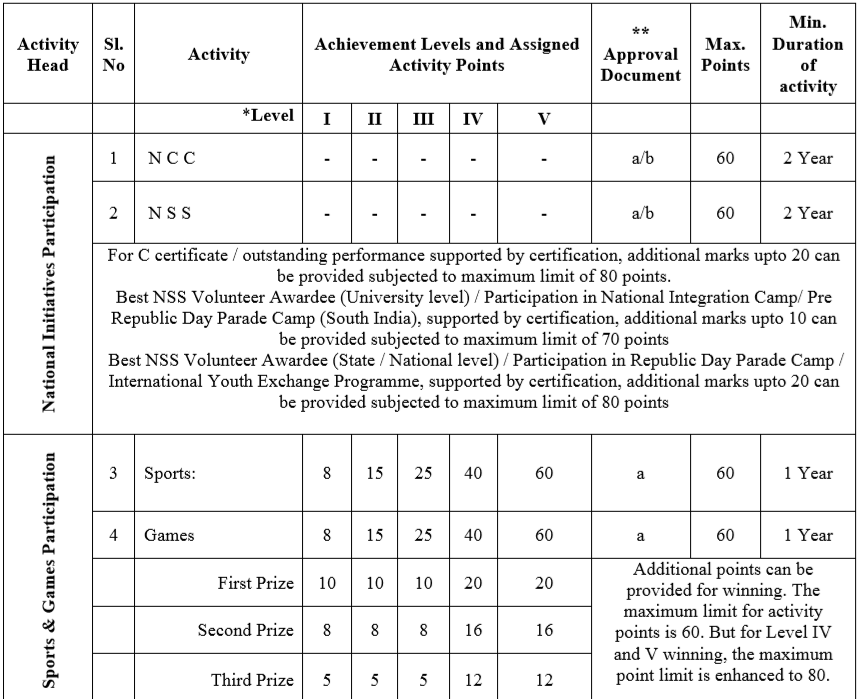 Activity Head | Sl. No | Activity | Achievement Levels and Assigned Activity Points | ** Approval Document | Max. Points | Min. Duration of activity
*Level | I | II | III | IV | V
National Initiatives Participation
1 | N C C | - | - | - | - | - | a/b | 60 | 2 Year
2 | N S S | - | - | - | - | - | a/b | 60 | 2 Year
For C certificate / outstanding performance supported by certification, additional marks upto 20 can
be provided subjected to maximum limit of 80 points.
Best NSS Volunteer Awardee (University level) / Participation in National Integration Camp/ Pre
Republic Day Parade Camp (South India), supported by certification, additional marks upto 10 can
be provided subjected to maximum limit of 70 points
Best NSS Volunteer Awardee (State / National level) / Participation in Republic Day Parade Camp /
International Youth Exchange Programme, supported by certification, additional marks upto 20 can
be provided subjected to maximum limit of 80 points
Sports & Games Participation
3 | Sports: | 8 | 15 | 25 | 40 | 60 | a | 60 | 1 Year
4 | Games | 8 | 15 | 25 | 40 | 60 | a | 60 | 1 Year
First Prize | 10 | 10 | 10 | 20 | 20
Second Prize | 8 | 8 | 8 | 16 | 16
Third Prize | 5 | 5 | 5 | 12 | 12
Additional points can be
provided for winning. The
maximum limit for activity
points is 60. But for Level IV
and V winning, the maximum
point limit is enhanced to 80.